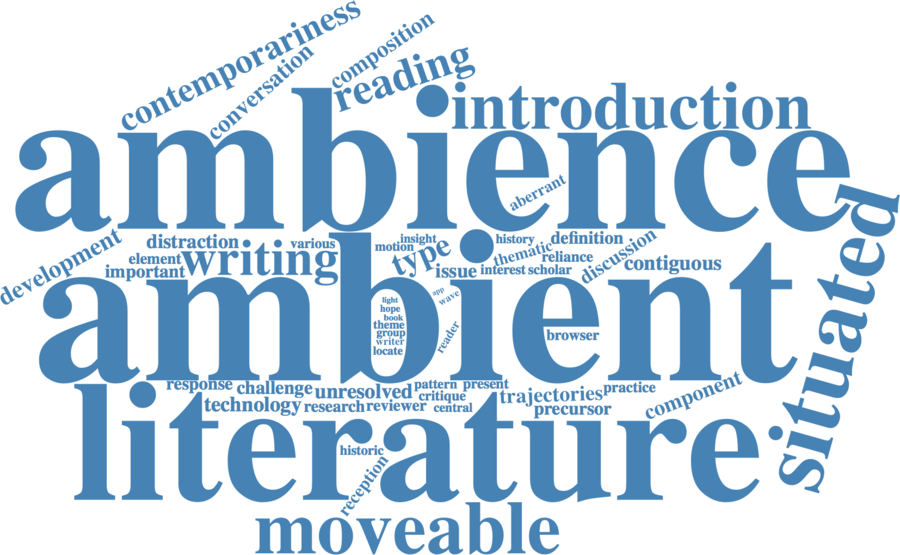 contemporariness
composition
conversation
reading
introduction
ambience
aberrant
development
distraction
various
element
important
writing
motion
insight
type
history
thematic
definition
reliance
issue
interest
scholar
discussion
contiguous
situated
ambient
light
hope
book
theme
group
writer
locate
app
wave
reader
browser
response
challenge
unresolved
pattern
present
critique
trajectories
practice
technology
research
reviewer
central
precursor
component
literature
historic
reception
moveable